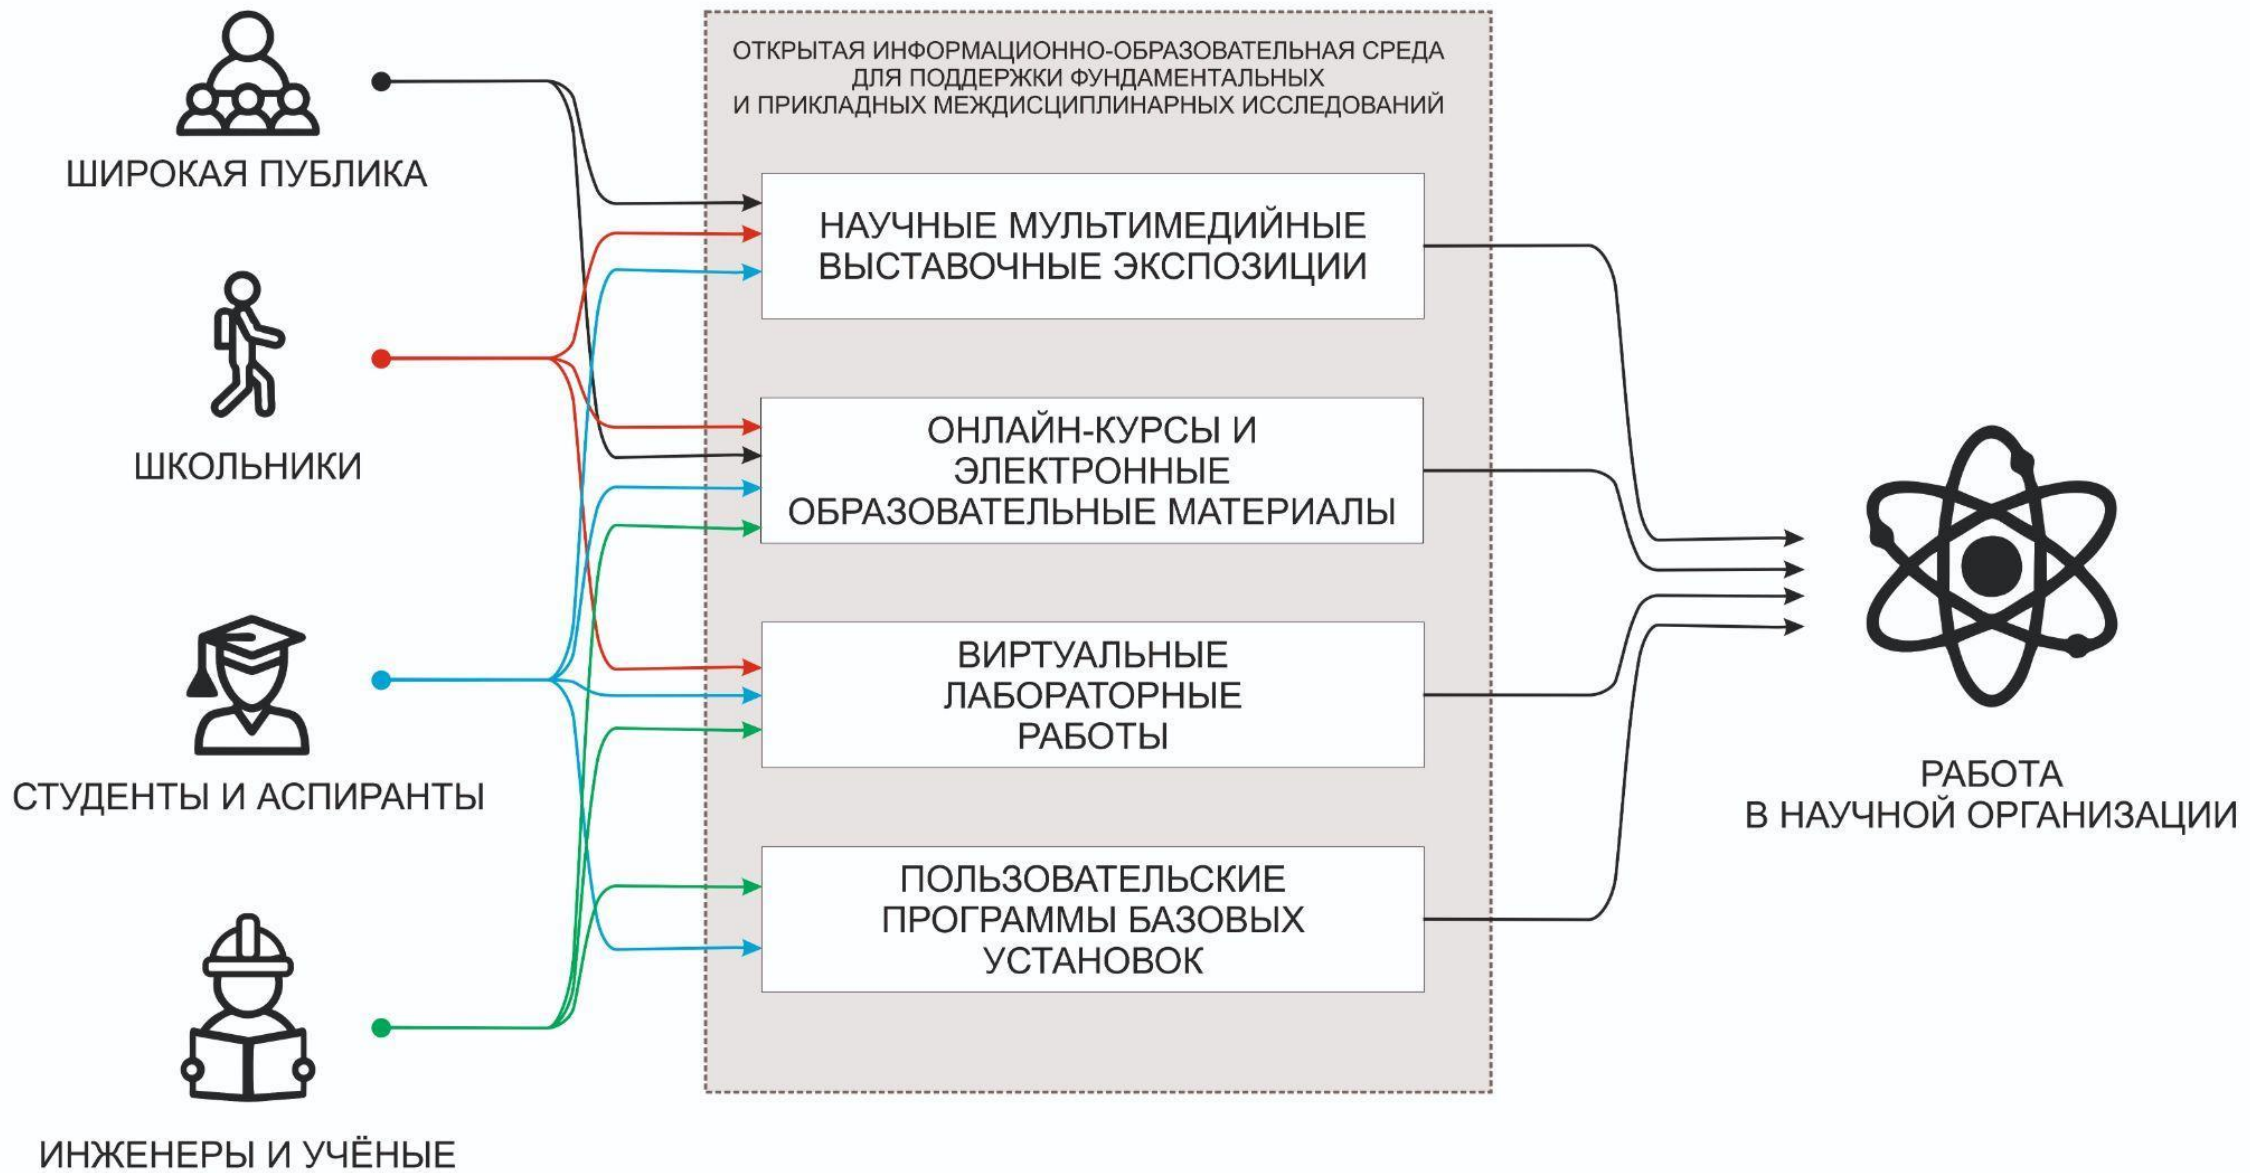 ШИРОКАЯ ПУБЛИКА
ШКОЛЬНИКИ
СТУДЕНТЫ И АСПИРАНТЫ
ИНЖЕНЕРЫ И УЧЁНЫЕ
ОТКРЫТАЯ ИНФОРМАЦИОННО-ОБРАЗОВАТЕЛЬНАЯ СРЕДА
ДЛЯ ПОДДЕРЖКИ ФУНДАМЕНТАЛЬНЫХ
И ПРИКЛАДНЫХ МЕЖДИСЦИПЛИНАРНЫХ ИССЛЕДОВАНИЙ
НАУЧНЫЕ МУЛЬТИМЕДИЙНЫЕ
ВЫСТАВОЧНЫЕ ЭКСПОЗИЦИИ
ОНЛАЙН-КУРСЫ И
ЭЛЕКТРОННЫЕ
ОБРАЗОВАТЕЛЬНЫЕ МАТЕРИАЛЫ
ВИРТУАЛЬНЫЕ
ЛАБОРАТОРНЫЕ
РАБОТЫ
ПОЛЬЗОВАТЕЛЬСКИЕ
ПРОГРАММЫ БАЗОВЫХ
УСТАНОВОК
РАБОТА
В НАУЧНОЙ ОРГАНИЗАЦИИ